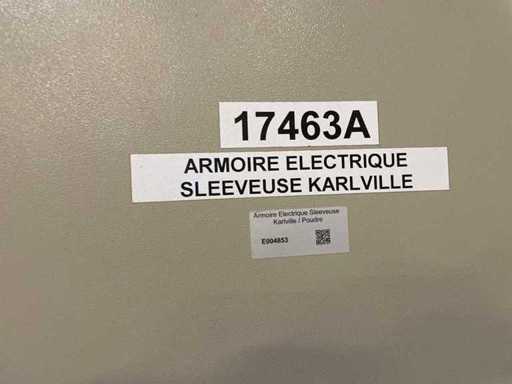 17463A
ARMOIRE ELECTRIQUE
SLEEVEUSE KARLVILLE
Armoire Electrique Sleeveuse
Karlville / Poudre
E004853